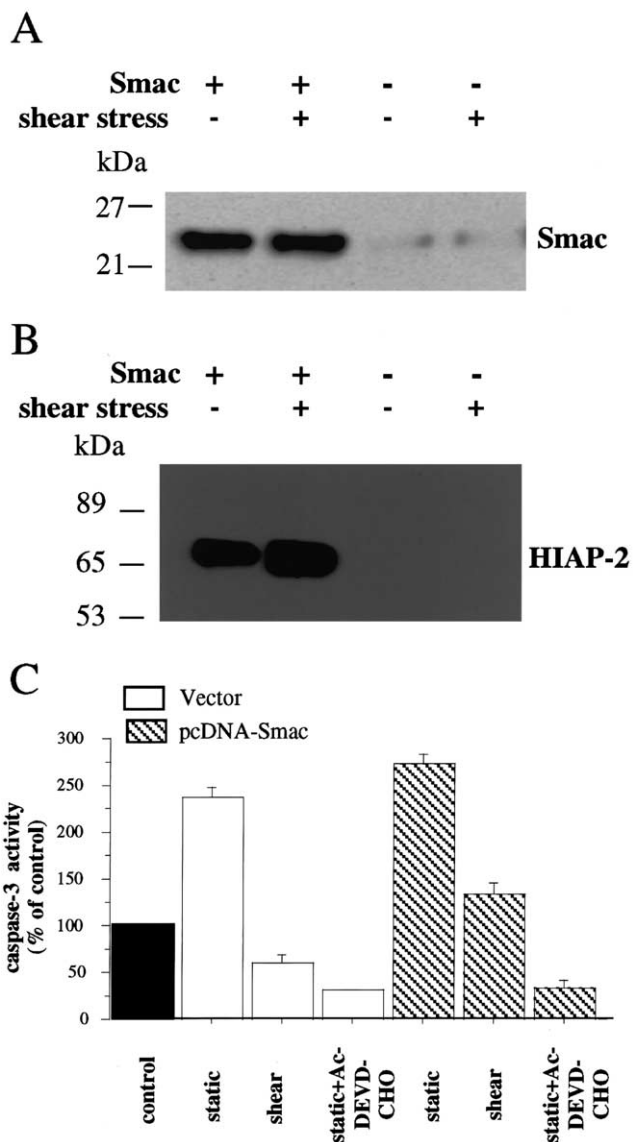 A
Smac + + - -
shear stress - + - +
kDa
27
21
Smac
B
Smac + + - -
shear stress - + - +
kDa
89
65
53
HIAP-2
C
Vector
pcDNA-Smac
caspase-3 activity
(% of control)
300
250
200
150
100
50
0
control
static
shear
static+Ac-
DEVD-
CHO
static
shear
static+Ac-
DEVD-
CHO